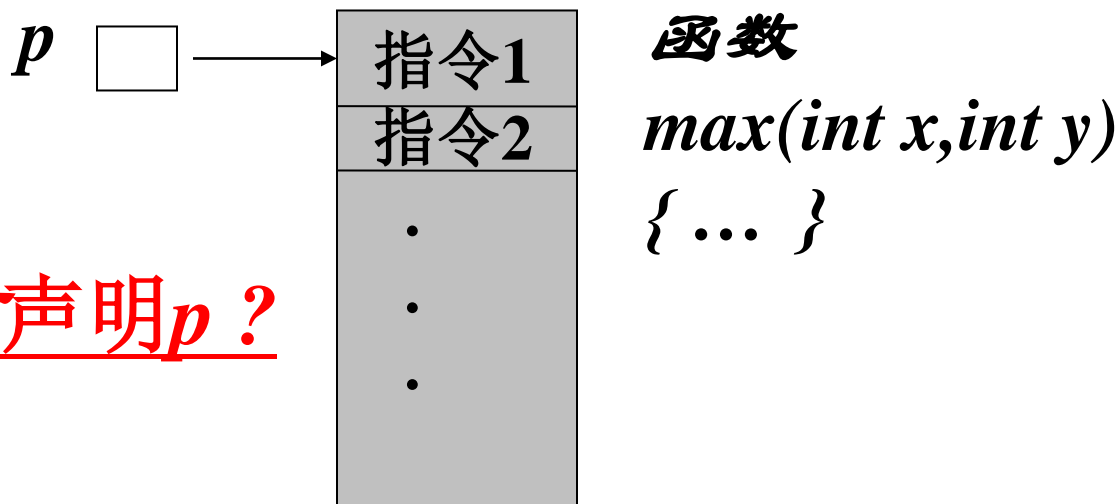 p
指令1
指令2
.
.
.
函数
max(int x,int y)
{ … }
声明p ?